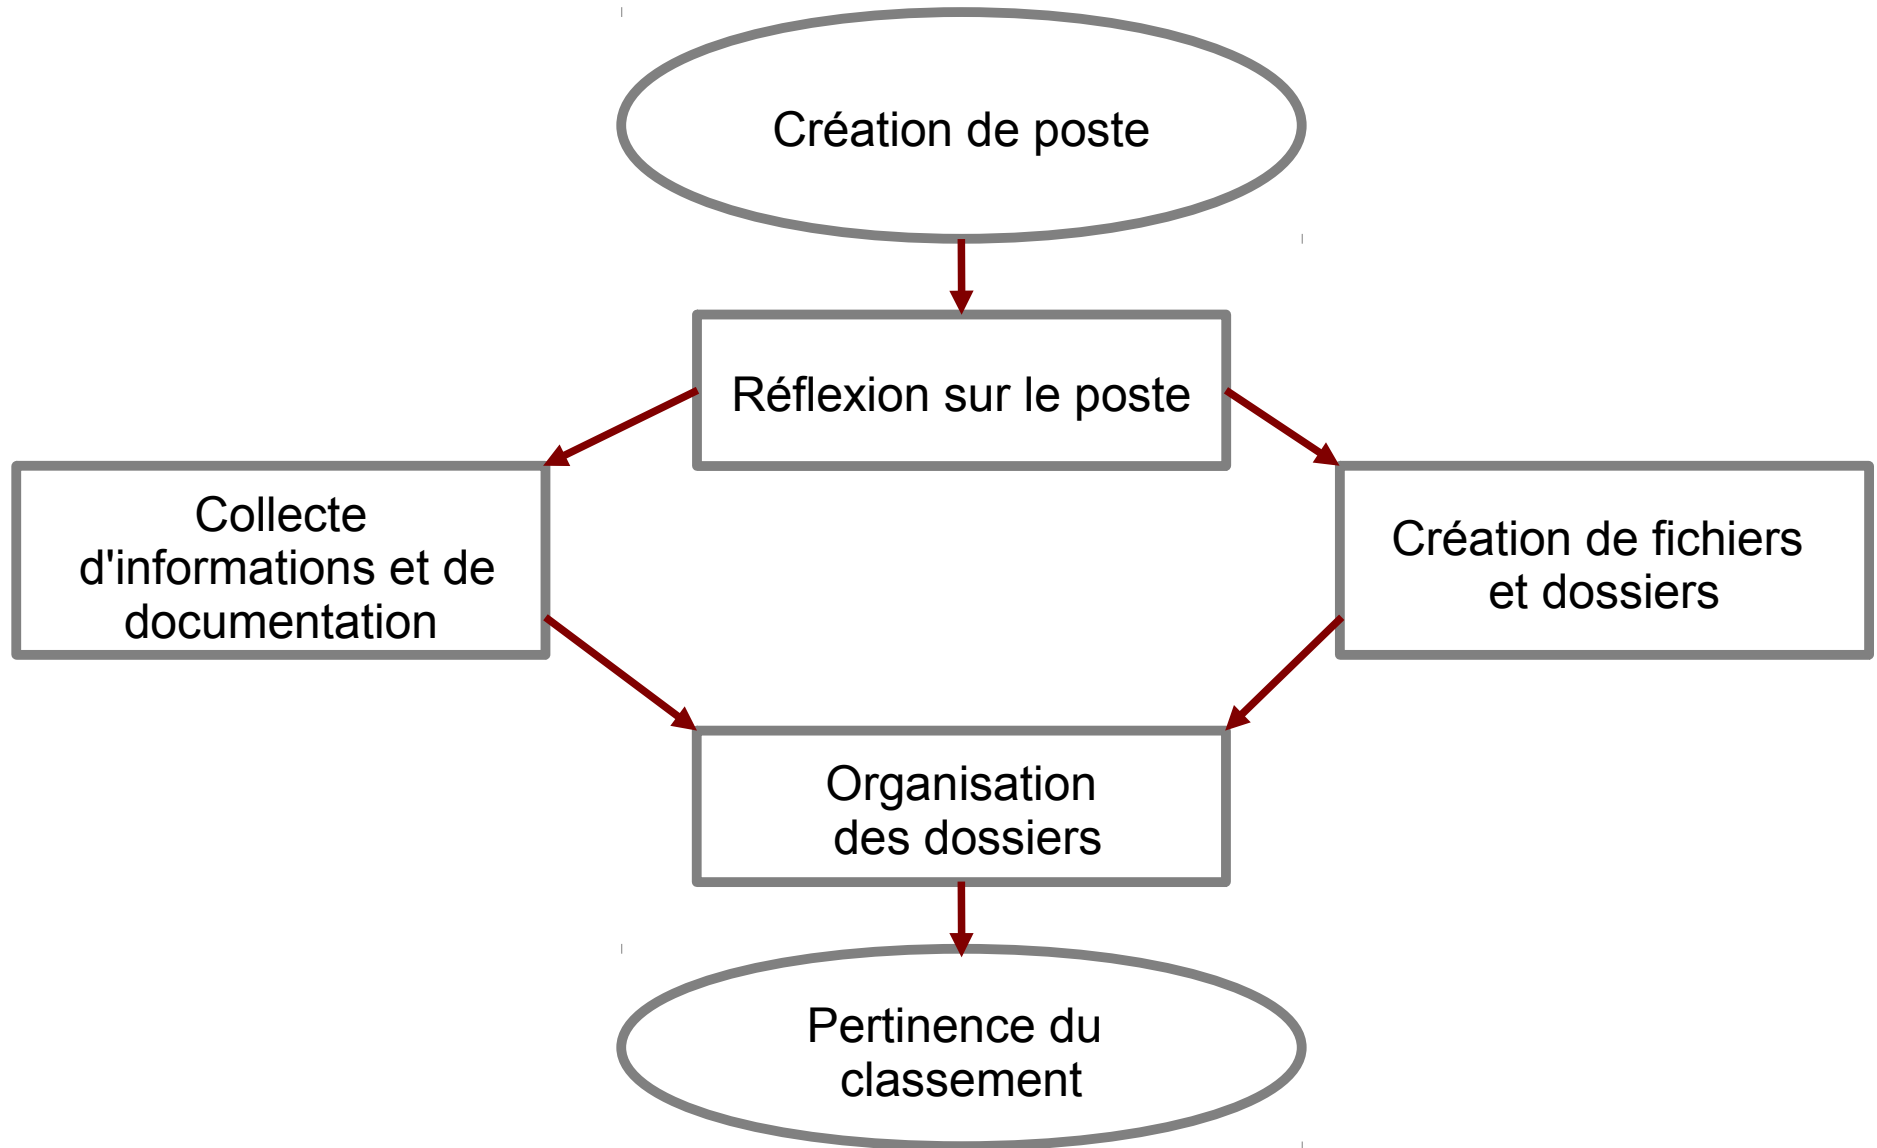 Création de poste
Réflexion sur le poste
Collecte
d'informations et de
documentation
Création de fichiers
et dossiers
Organisation
des dossiers
Pertinence du
classement